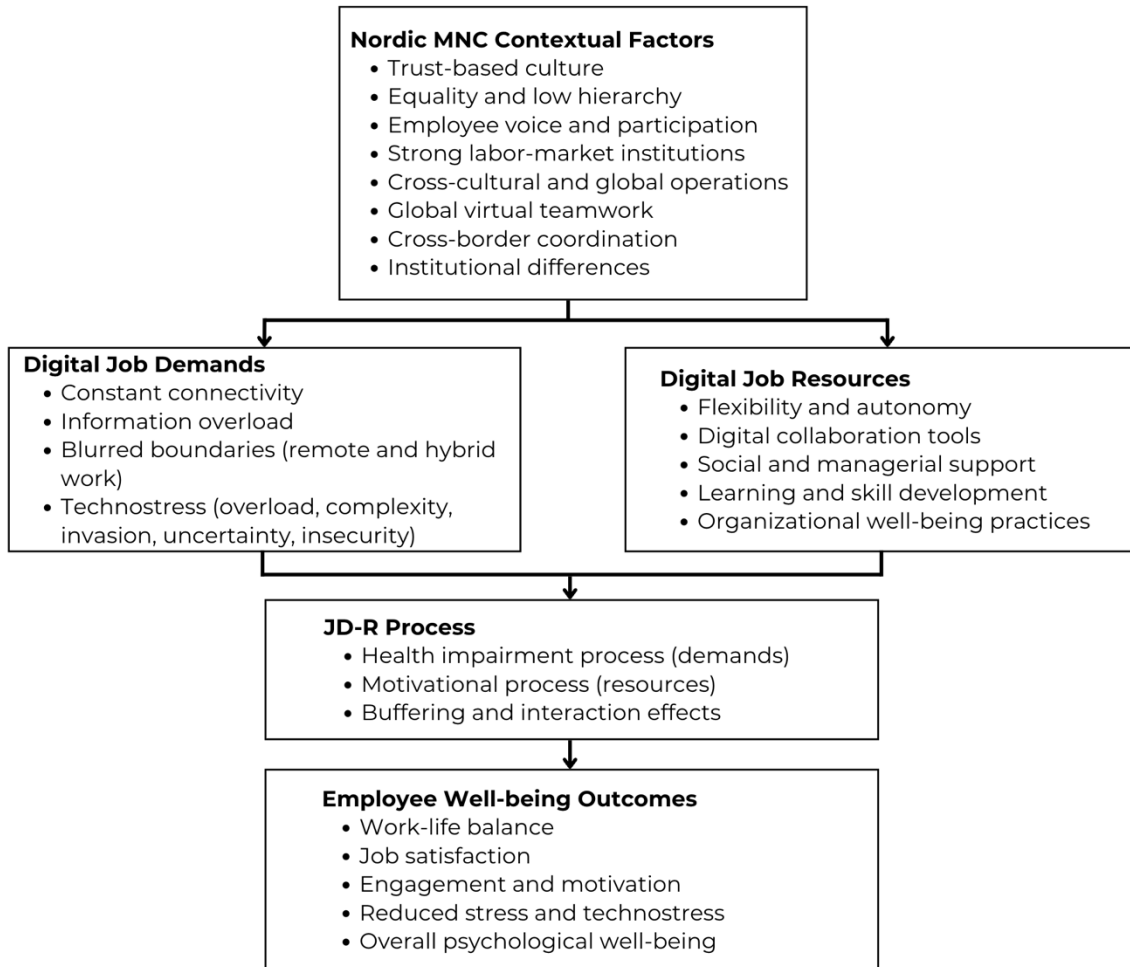 Nordic MNC Contextual Factors
• Trust-based culture
• Equality and low hierarchy
• Employee voice and participation
• Strong labor-market institutions
• Cross-cultural and global operations
• Global virtual teamwork
• Cross-border coordination
• Institutional differences
Digital Job Demands
• Constant connectivity
• Information overload
• Blurred boundaries (remote and hybrid
work)
• Technostress (overload, complexity,
invasion, uncertainty, insecurity)
Digital Job Resources
• Flexibility and autonomy
• Digital collaboration tools
• Social and managerial support
• Learning and skill development
• Organizational well-being practices
JD-R Process
• Health impairment process (demands)
• Motivational process (resources)
• Buffering and interaction effects
Employee Well-being Outcomes
• Work-life balance
• Job satisfaction
• Engagement and motivation
• Reduced stress and technostress
• Overall psychological well-being